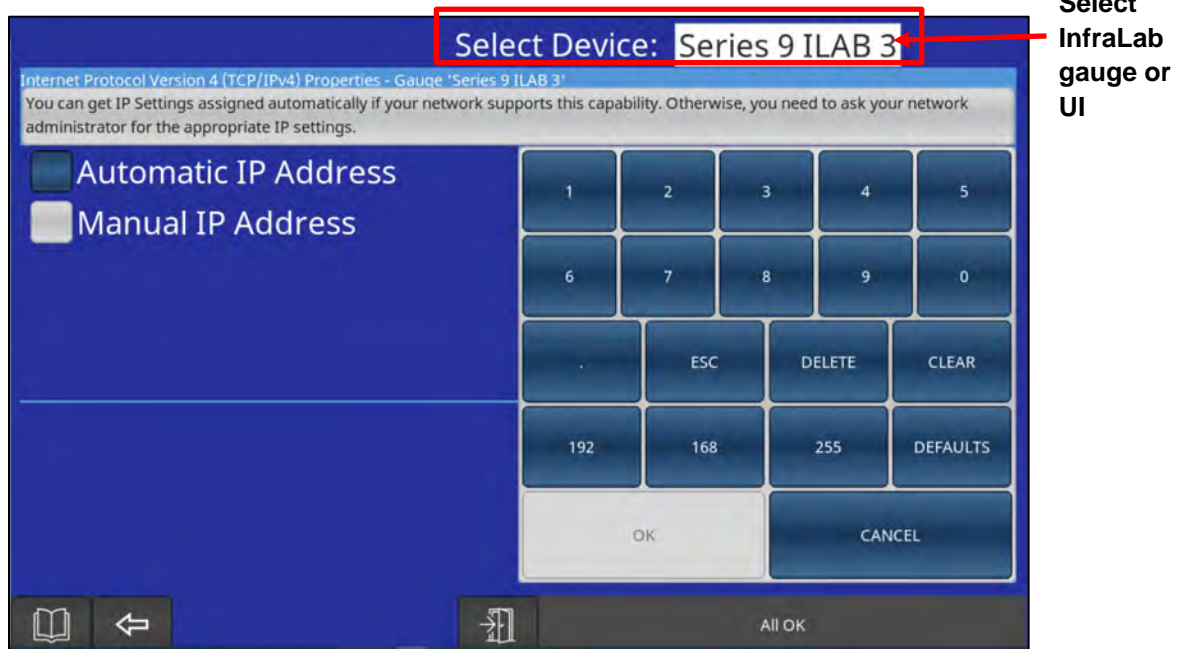 Select
InfraLab
gauge or
UI
Select Device: Series 9 ILAB 3
Internet Protocol Version 4 (TCP/IPv4) Properties - Gauge 'Series 9 ILAB 3'
You can get IP Settings assigned automatically if your network supports this capability. Otherwise, you need to ask your network
administrator for the appropriate IP settings.
Automatic IP Address
Manual IP Address
1 2 3 4 5
6 7 8 9 0
. ESC DELETE CLEAR
192 168 255 DEFAULTS
OK CANCEL
All OK